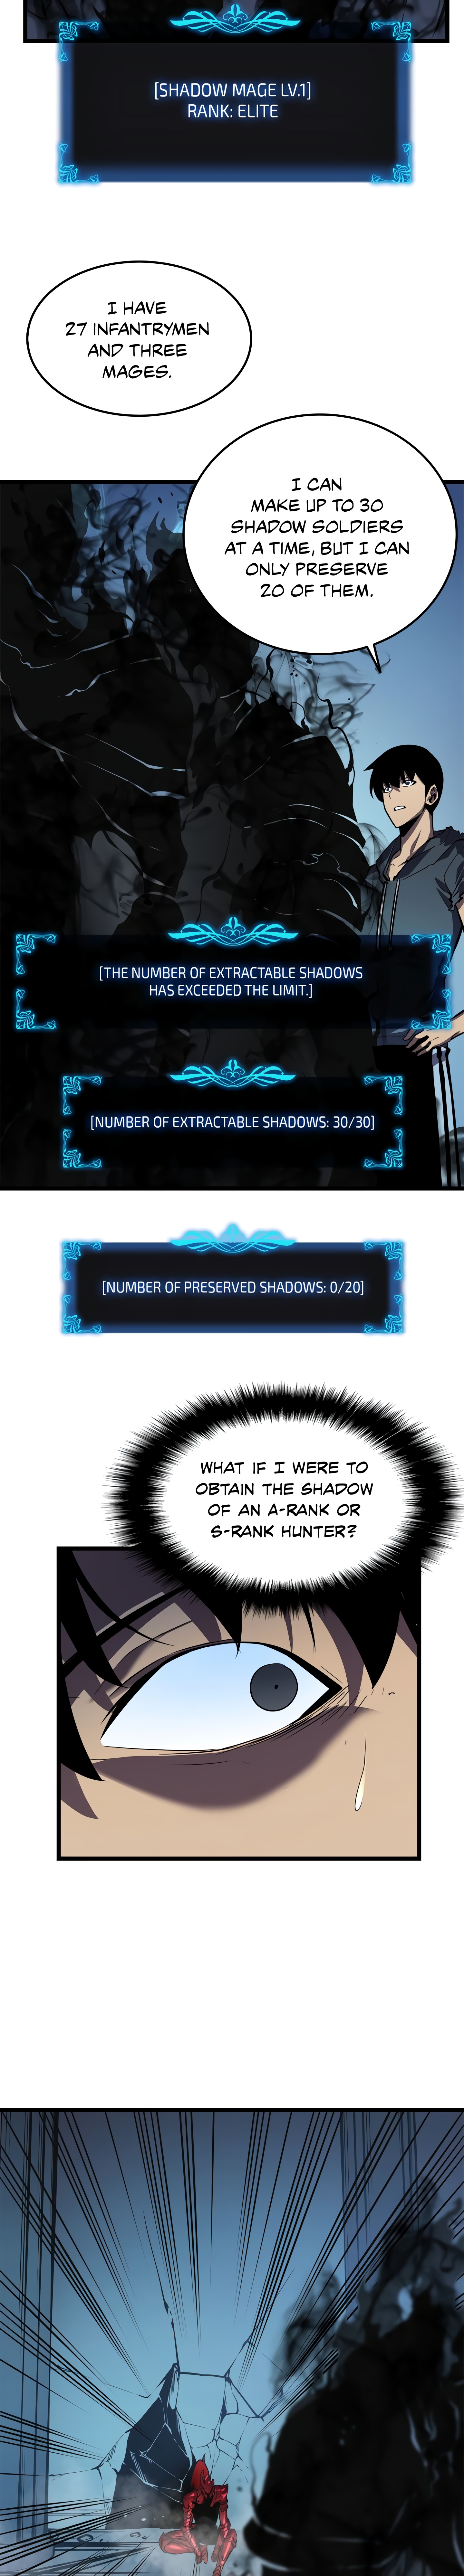 [SHADOW MAGE LV.1]
RANK: ELITE
I HAVE
27 INFANTRYMEN
AND THREE
MAGES.
I CAN
MAKE UP TO 30
SHADOW SOLDIERS
AT A TIME, BUT I CAN
ONLY PRESERVE
20 OF THEM.
[THE NUMBER OF EXTRACTABLE SHADOWS
HAS EXCEEDED THE LIMIT.]
[NUMBER OF EXTRACTABLE SHADOWS: 30/30]
[NUMBER OF PRESERVED SHADOWS: 0/20]
WHAT IF I WERE TO
OBTAIN THE SHADOW
OF AN A-RANK OR
S-RANK HUNTER?